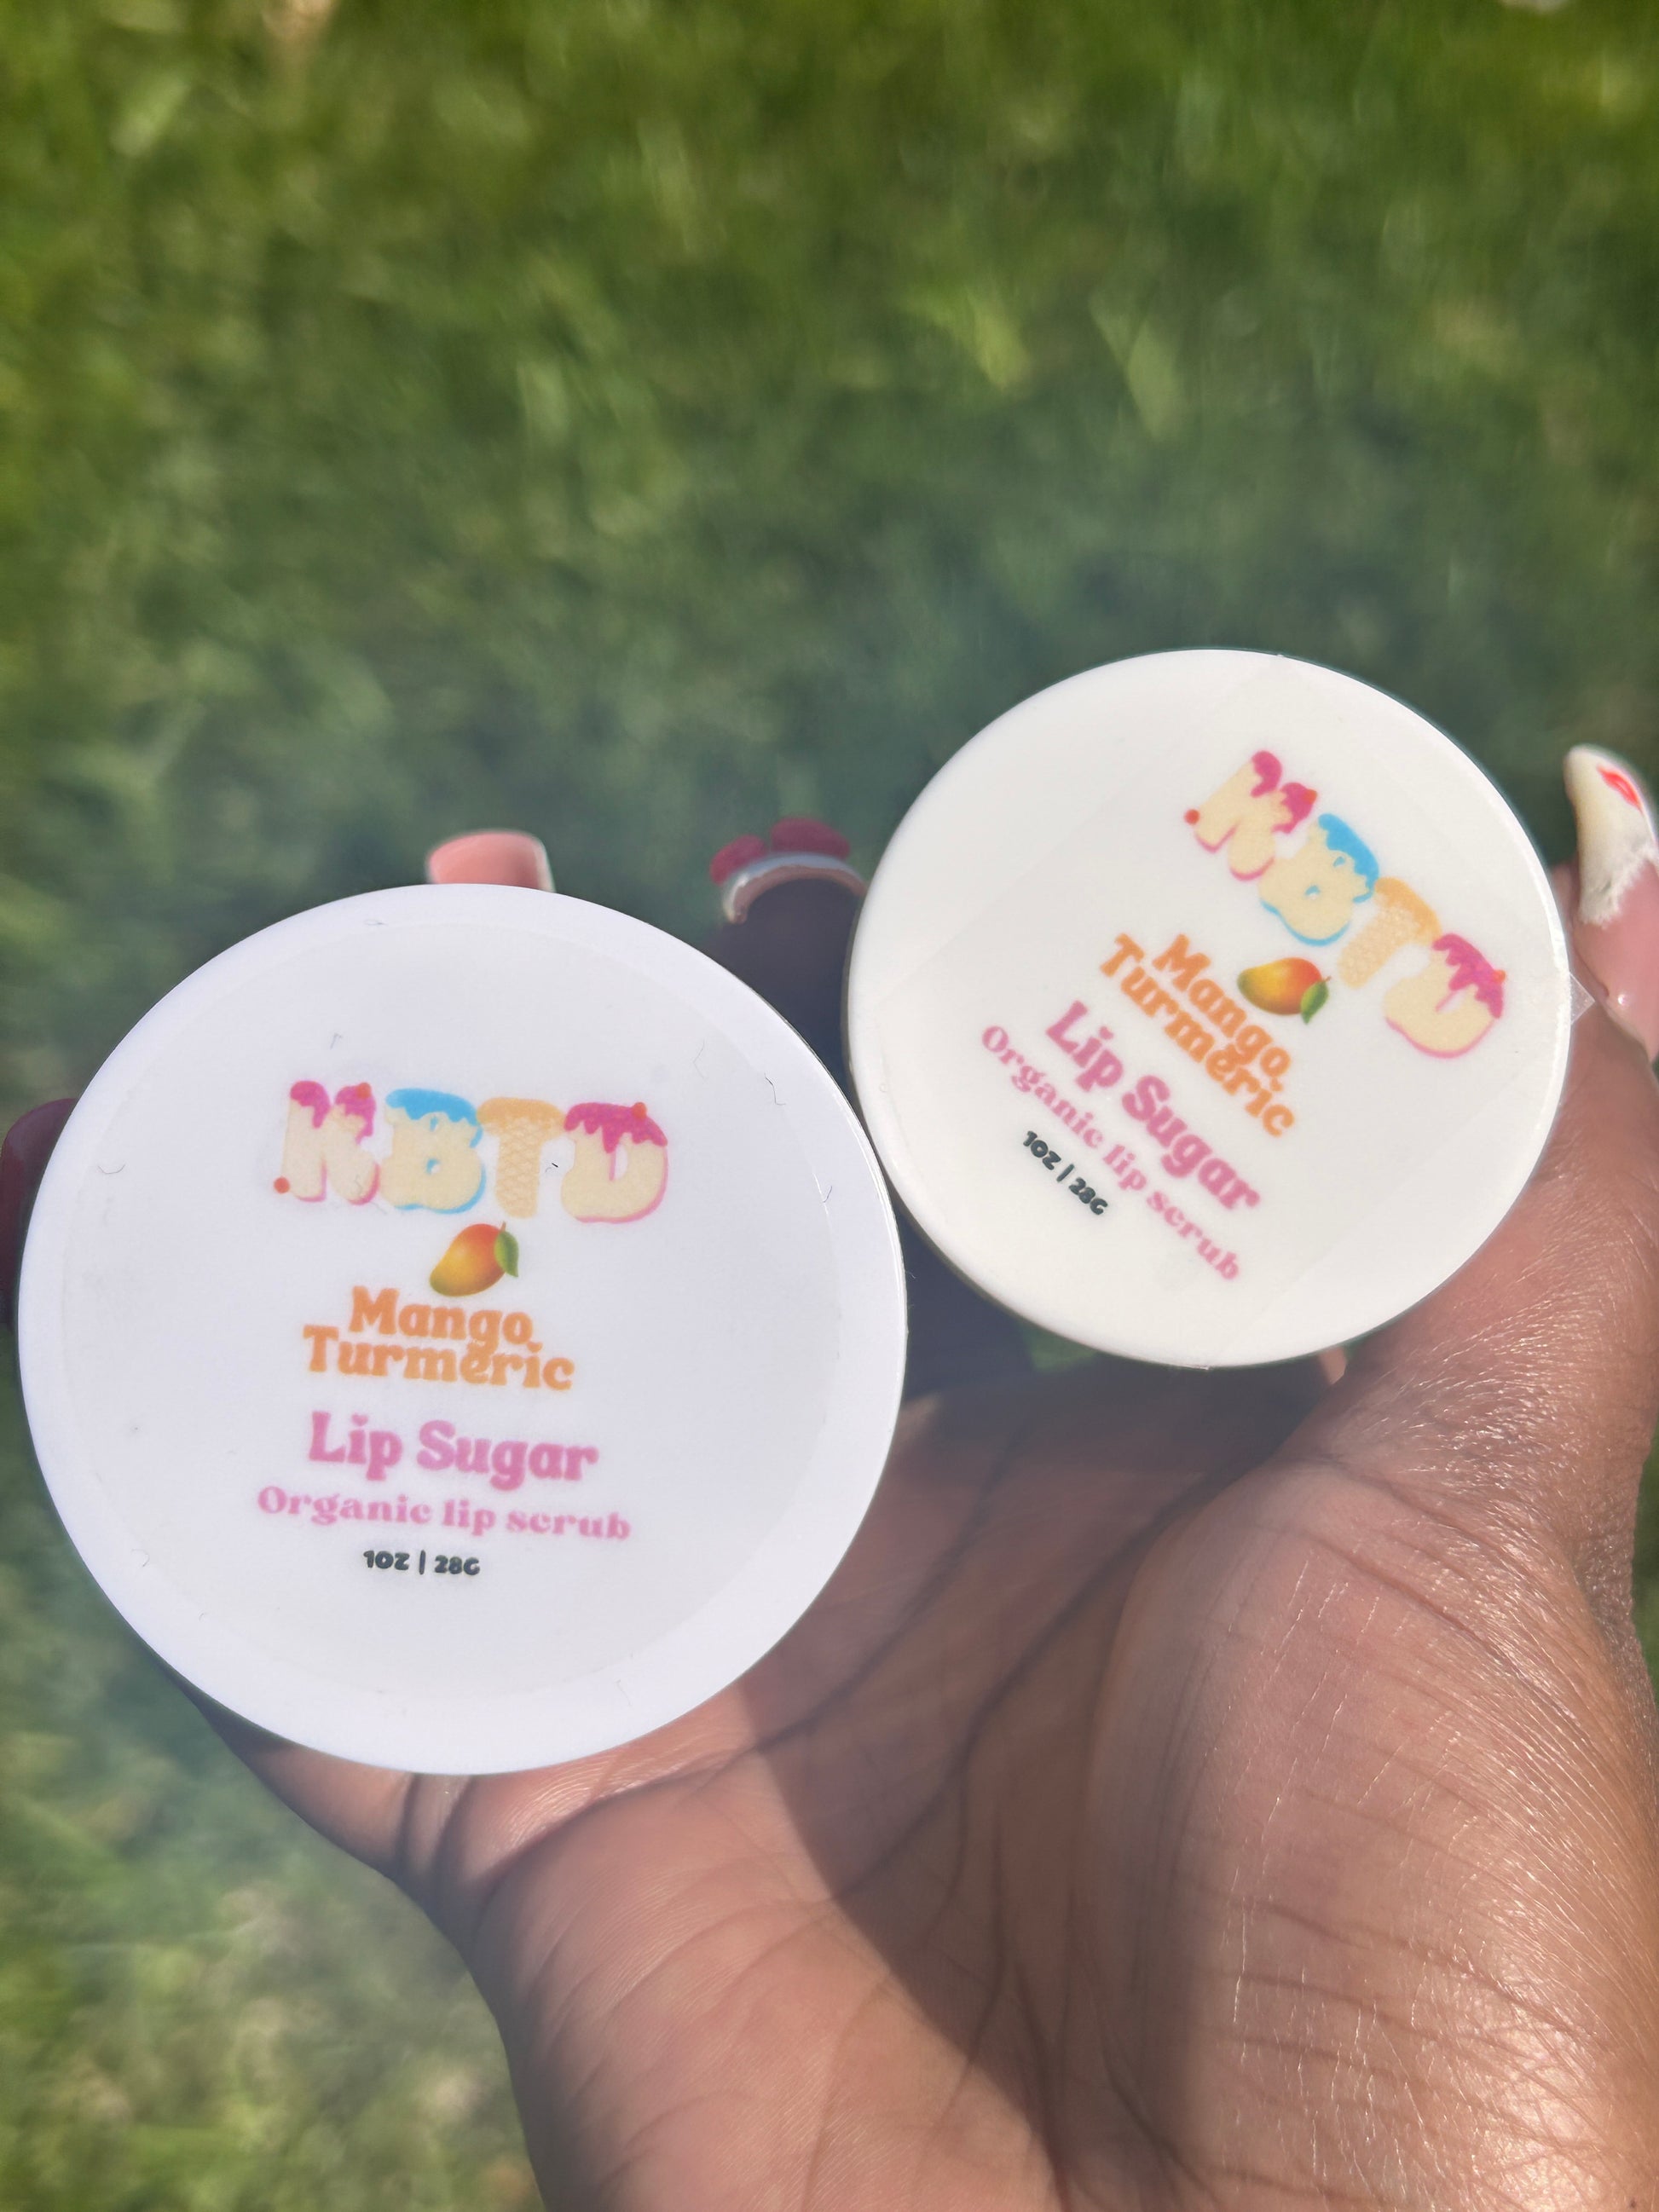 KBTD
Mango
Turmeric
Lip Sugar
Organic lip scrub
1OZ | 28G
KBTD
Mango
Turmeric
Lip Sugar
Organic lip scrub
1OZ | 28G